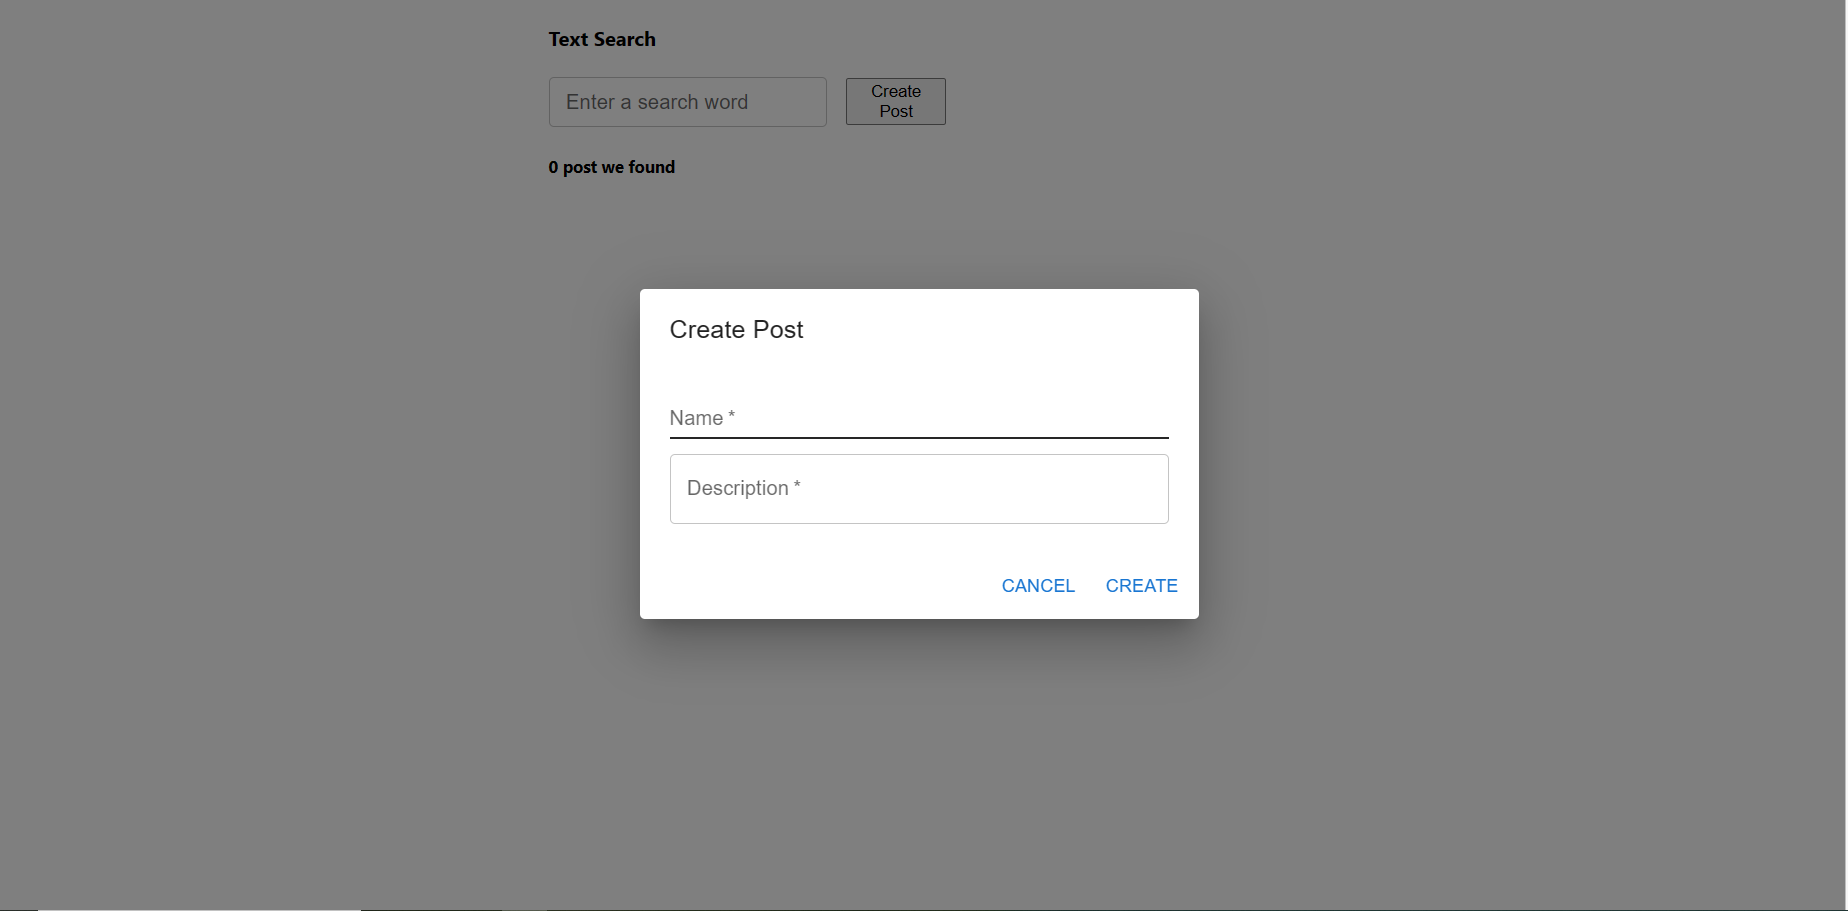 Text Search
Enter a search word
Create
Post
0 post we found
Create Post
Name *
Description *
CANCEL CREATE